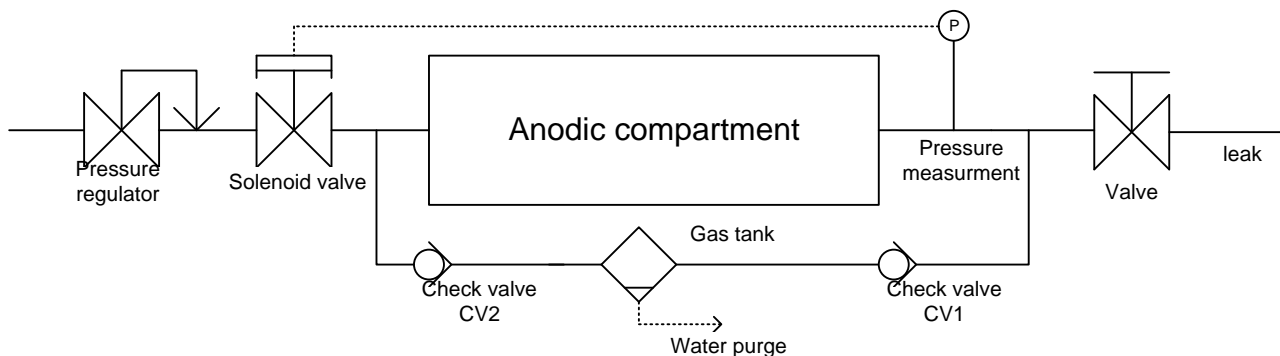 P
Anodic compartment
Pressure
regulator
Solenoid valve
Pressure
measurment
Valve
leak
Gas tank
Check valve
CV2
Check valve
CV1
Water purge